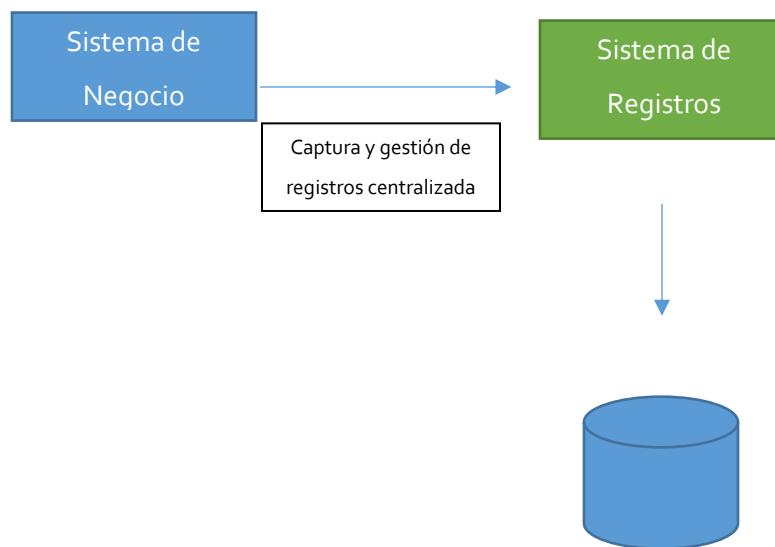 Sistema de
Negocio
Sistema de
Registros
Captura y gestión de
registros centralizada